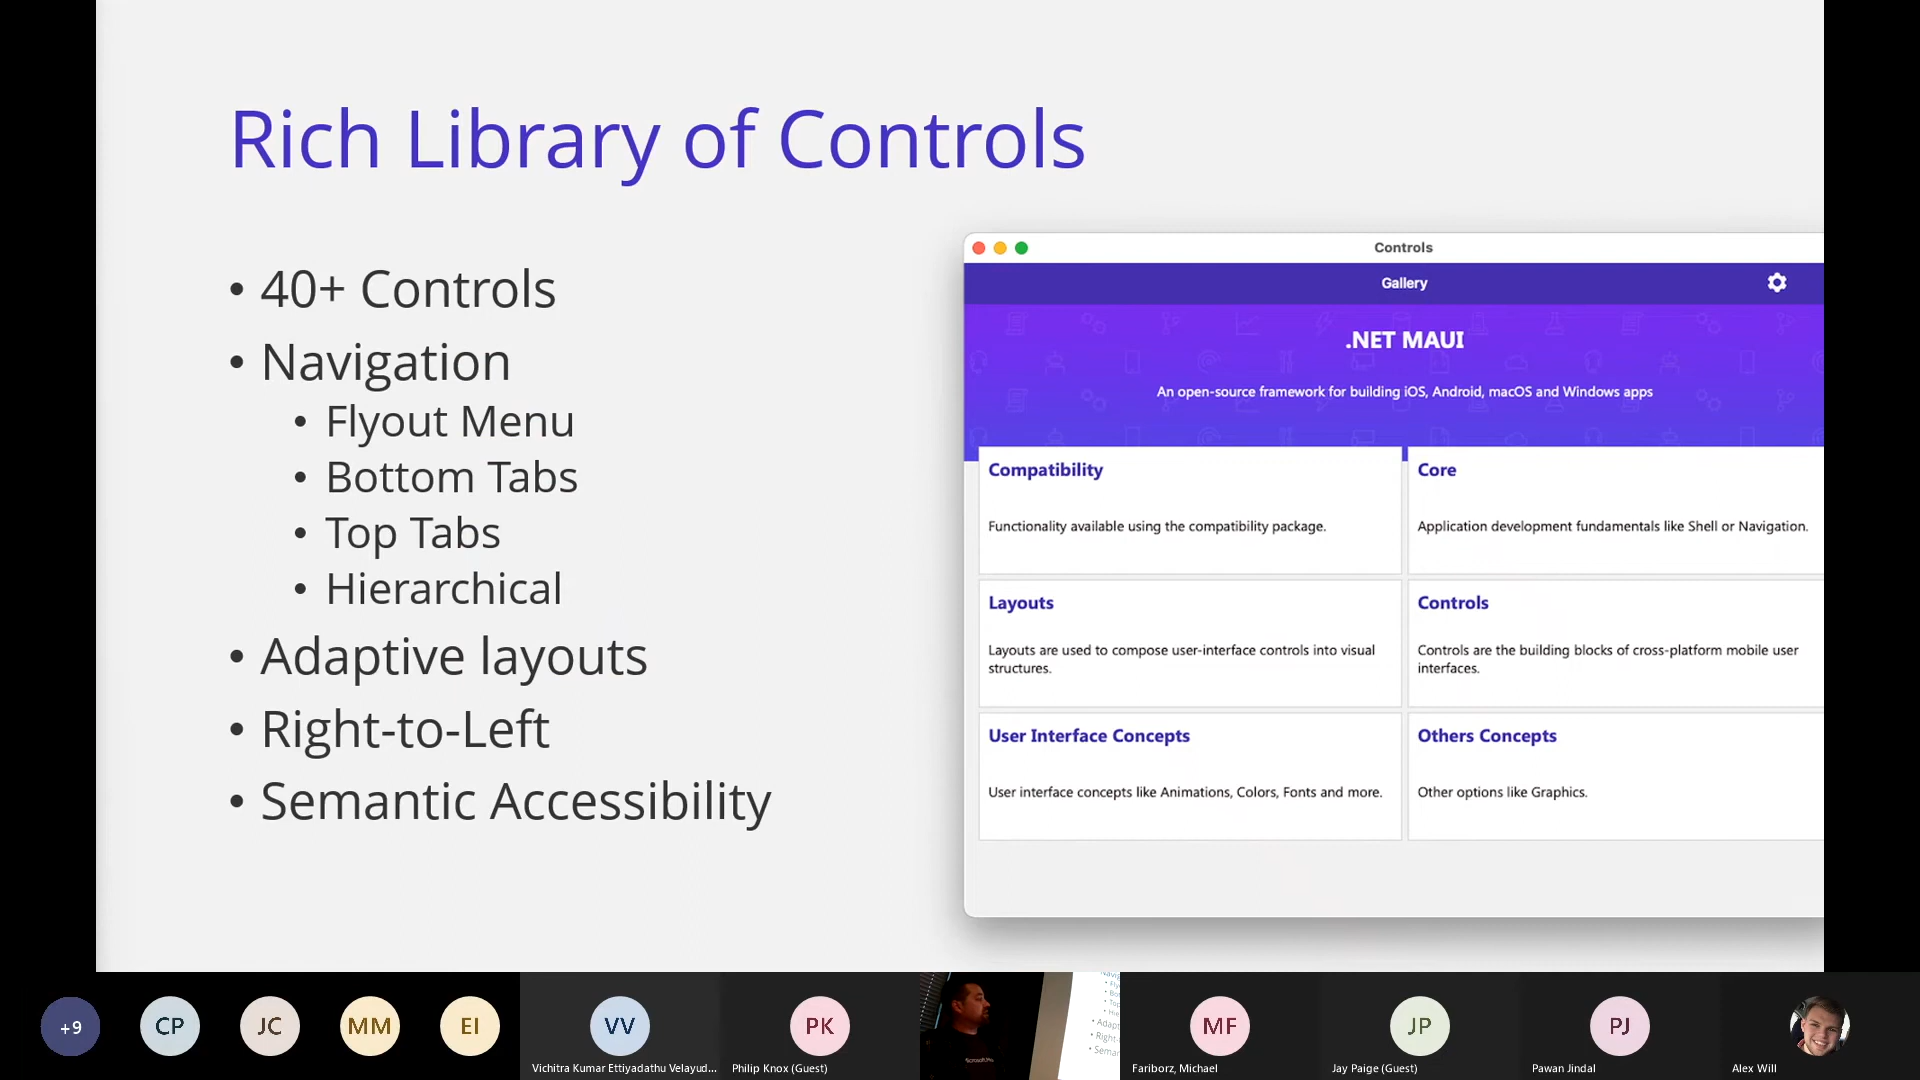 Rich Library of Controls
• 40+ Controls
• Navigation
• Flyout Menu
• Bottom Tabs
• Top Tabs
• Hierarchical
• Adaptive layouts
• Right-to-Left
• Semantic Accessibility
Controls
Gallery
.NET MAUI
An open-source framework for building iOS, Android, macOS and Windows apps
Compatibility
Functionality available using the compatibility package.
Core
Application development fundamentals like Shell or Navigation.
Layouts
Layouts are used to compose user-interface controls into visual
structures.
Controls
Controls are the building blocks of cross-platform mobile user
interfaces.
User Interface Concepts
User interface concepts like Animations, Colors, Fonts and more.
Others Concepts
Other options like Graphics.
+9
CP
JC
MM
EI
VV
Vichitra Kumar Ettiyadathu Velayud...
PK
Philip Knox (Guest)
MF
Fariborz, Michael
JP
Jay Paige (Guest)
PJ
Pawan Jindal
Alex Will